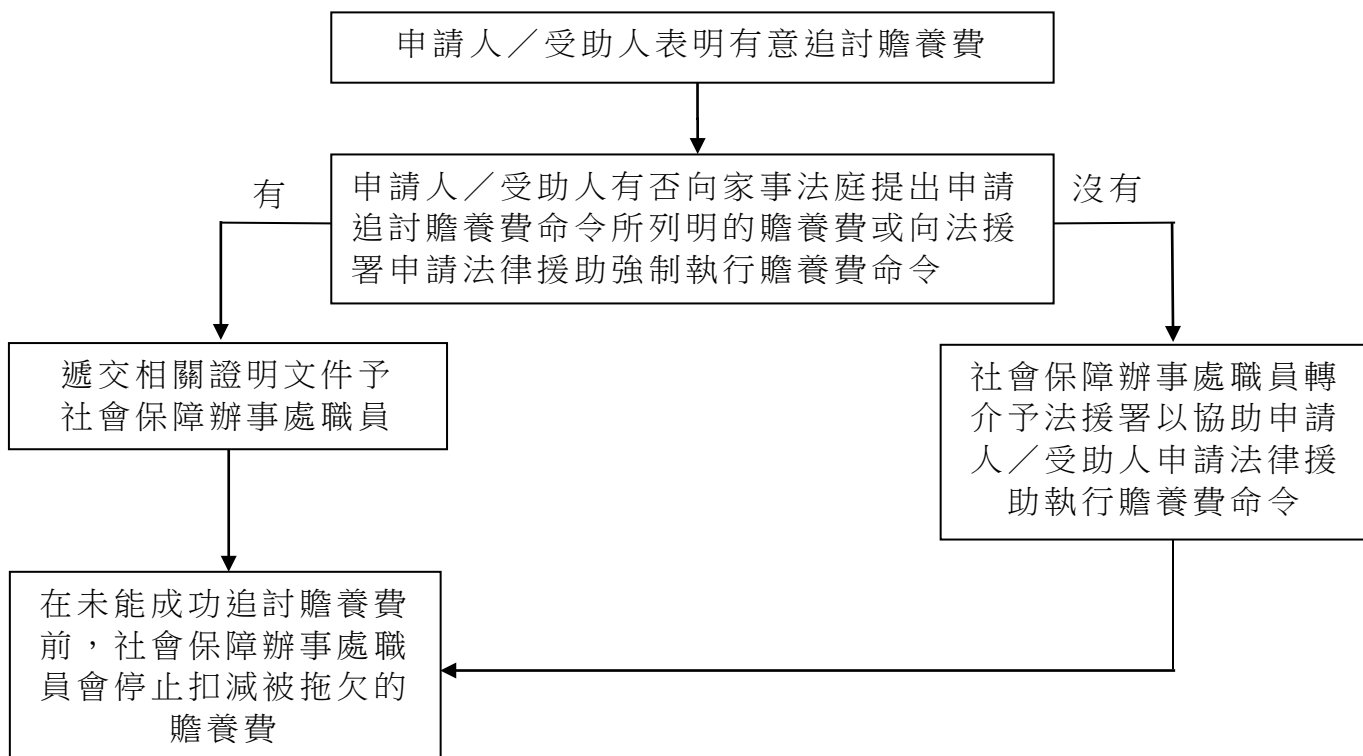 申請人／受助人表明有意追討贍養費
有
申請人／受助人有否向家事法庭提出申請
追討贍養費命令所列明的贍養費或向法援
署申請法律援助強制執行贍養費命令
沒有
遞交相關證明文件予
社會保障辦事處職員
社會保障辦事處職員轉
介予法援署以協助申請
人／受助人申請法律援
助執行贍養費命令
在未能成功追討贍養費
前，社會保障辦事處職
員會停止扣減被拖欠的
贍養費